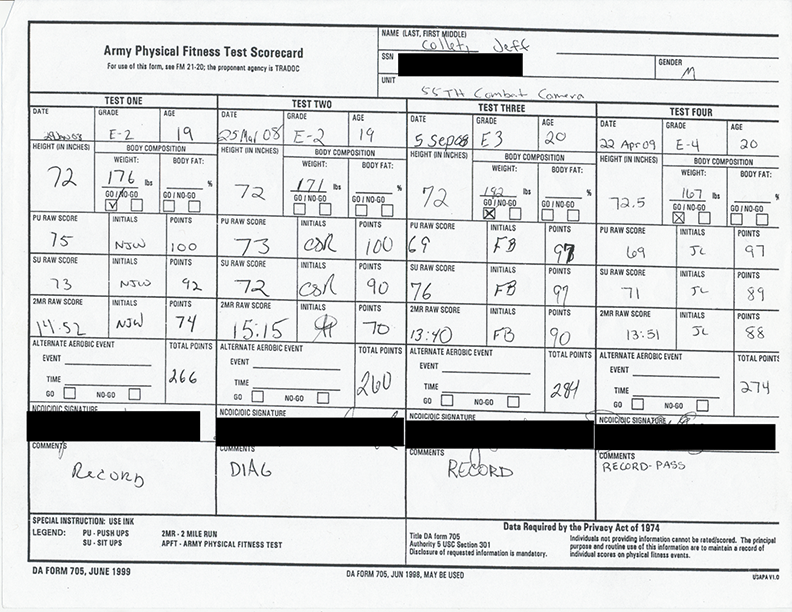 Army Physical Fitness Test Scorecard
For use of this form, see FM 21-20; the proponent agency is TRADOC
NAME (LAST, FIRST MIDDLE)
Jeff
SSN
GENDER
M
UNIT
55TH Combat Camera
TEST ONE
DATE GRADE AGE
E-2 19
HEIGHT (IN INCHES) BODY COMPOSITION
72 WEIGHT: BODY FAT:
176 lbs %
GO / NO-GO GO / NO-GO
PU RAW SCORE INITIALS POINTS
75 NJW 100
SU RAW SCORE INITIALS POINTS
73 NJW 92
2MR RAW SCORE INITIALS POINTS
14:52 NJW 74
ALTERNATE AEROBIC EVENT TOTAL POINTS
EVENT
TIME 266
GO NO-GO
NCOIC/OIC SIGNATURE
COMMENTS
RECORD
TEST TWO
DATE GRADE AGE
25 Mar 08 E-2 19
HEIGHT (IN INCHES) BODY COMPOSITION
72 WEIGHT: BODY FAT:
171 lbs %
GO / NO-GO GO / NO-GO
PU RAW SCORE INITIALS POINTS
73 CSR 100
SU RAW SCORE INITIALS POINTS
72 CSR 90
2MR RAW SCORE INITIALS POINTS
15:15 70
ALTERNATE AEROBIC EVENT TOTAL POINTS
EVENT
TIME 260
GO NO-GO
NCOIC/OIC SIGNATURE
COMMENTS
DIAG
TEST THREE
DATE GRADE AGE
5 Sep 08 E3 20
HEIGHT (IN INCHES) BODY COMPOSITION
72 WEIGHT: BODY FAT:
192 lbs %
GO / NO-GO GO / NO-GO
PU RAW SCORE INITIALS POINTS
69 FB 97
SU RAW SCORE INITIALS POINTS
76 FB 97
2MR RAW SCORE INITIALS POINTS
13:40 FB 90
ALTERNATE AEROBIC EVENT TOTAL POINTS
EVENT
TIME 284
GO NO-GO
NCOIC/OIC SIGNATURE
COMMENTS
RECORD
TEST FOUR
DATE GRADE AGE
22 Apr 09 E-4 20
HEIGHT (IN INCHES) BODY COMPOSITION
72.5 WEIGHT: BODY FAT:
167 lbs %
GO / NO-GO GO / NO-GO
PU RAW SCORE INITIALS POINTS
69 JL 97
SU RAW SCORE INITIALS POINTS
71 JL 89
2MR RAW SCORE INITIALS POINTS
13:51 JL 88
ALTERNATE AEROBIC EVENT TOTAL POINTS
EVENT
TIME 274
GO NO-GO
NCOIC/OIC SIGNATURE
COMMENTS
RECORD-PASS
SPECIAL INSTRUCTION: USE INK
LEGEND: PU - PUSH UPS 2MR - 2 MILE RUN
SU - SIT UPS APFT - ARMY PHYSICAL FITNESS TEST
Data Required by the Privacy Act of 1974
Title DA form 705
Authority 5 USC Section 301
Disclosure of requested information is mandatory.
Individuals not providing information cannot be rated/scored. The principal
purpose and routine use of this information are to maintain a record of
individual scores on physical fitness events.
DA FORM 705, JUNE 1999
DA FORM 705, JUN 1998, MAY BE USED
USAPA V1.0